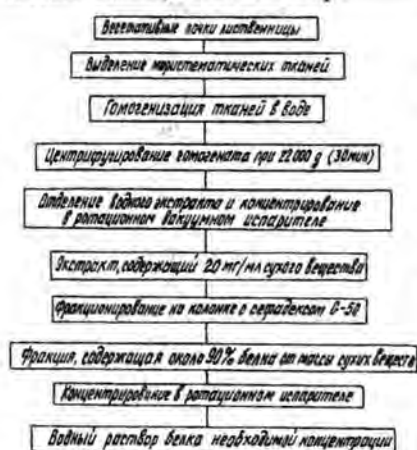 Вегетативные почки лиственницы
Выделение меристематических тканей
Гомогенизация тканей в воде
Центрифугирование гомогената при 22000 g (30 мин)
Отделение водного экстракта и концентрирование
в ротационном вакуумном испарителе
Экстракт, содержащий 20 мг/мл сухого вещества
Фракционирование на колонке с сефадексом G-50
Фракция, содержащая около 90% белка от массы сухих веществ
Концентрирование в ротационном испарителе
Водный раствор белка необходимой концентрации